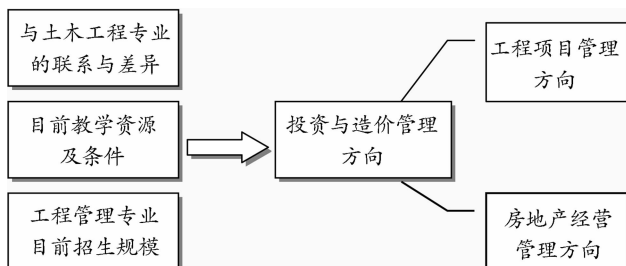 与土木工程专业
的联系与差异
目前教学资源
及条件
工程管理专业
目前招生规模
投资与造价管理
方向
工程项目管理
方向
房地产经营
管理方向